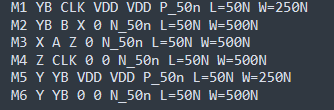 M1 YB CLK VDD VDD P_50n L=50N W=250N
M2 YB B X 0 N_50n L=50N W=500N
M3 X A Z 0 N_50n L=50N W=500N
M4 Z CLK 0 0 N_50n L=50N W=500N
M5 Y YB VDD VDD P_50n L=50N W=250N
M6 Y YB 0 0 N_50n L=50N W=500N